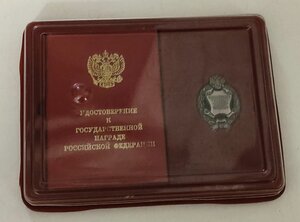 УДОСТОВЕРЕНИЕ
К
ГОСУДАРСТВЕННОЙ
НАГРАДЕ
РОССИЙСКОЙ ФЕДЕРАЦИИ